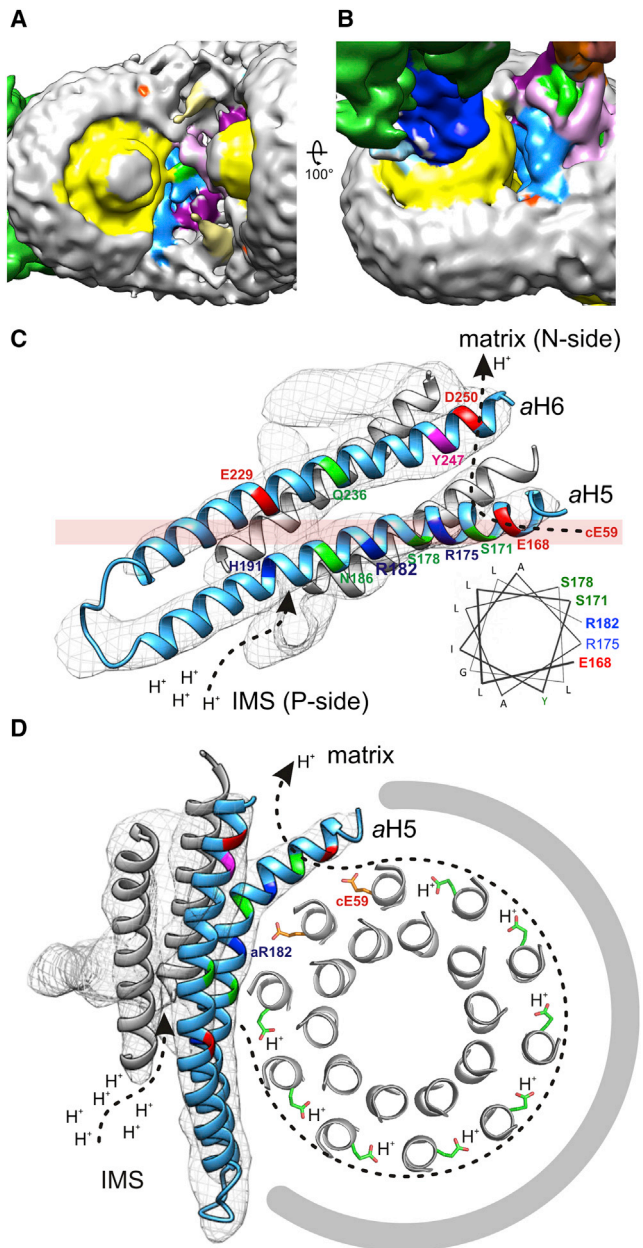 A
B
100°
C
matrix (N-side)
H⁺
D250
aH6
Y247
E229
Q236
aH5
cE59
E168
S171
R175
S178
R182
N186
H191
H⁺
H⁺ H⁺
H⁺ H⁺
IMS (P-side)
A
L
L
I
G
L
A
Y
L
S178
S171
R182
R175
E168
D
H⁺
matrix
aH5
cE59
H⁺
H⁺
aR182
H⁺
H⁺
H⁺
H⁺
H⁺
H⁺
H⁺
H⁺ H⁺
H⁺
H⁺
H⁺
IMS